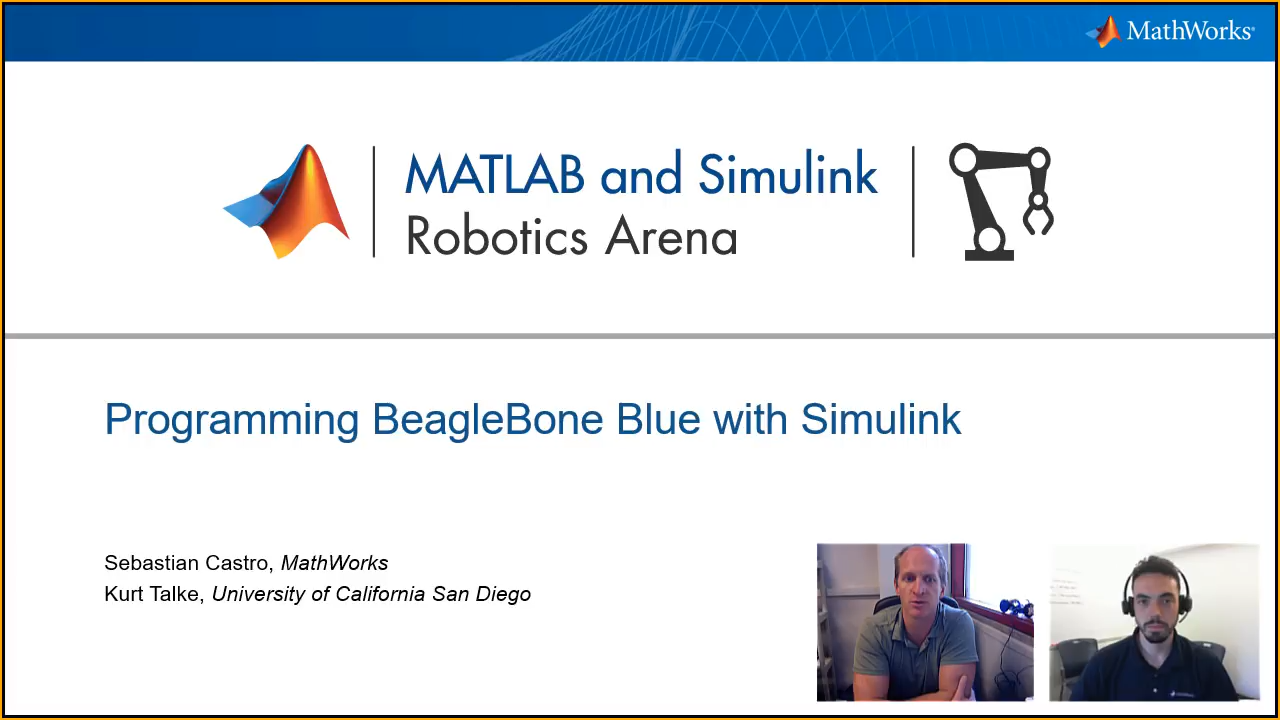 MathWorks®
MATLAB and Simulink
Robotics Arena
Programming BeagleBone Blue with Simulink
Sebastian Castro, MathWorks
Kurt Talke, University of California San Diego